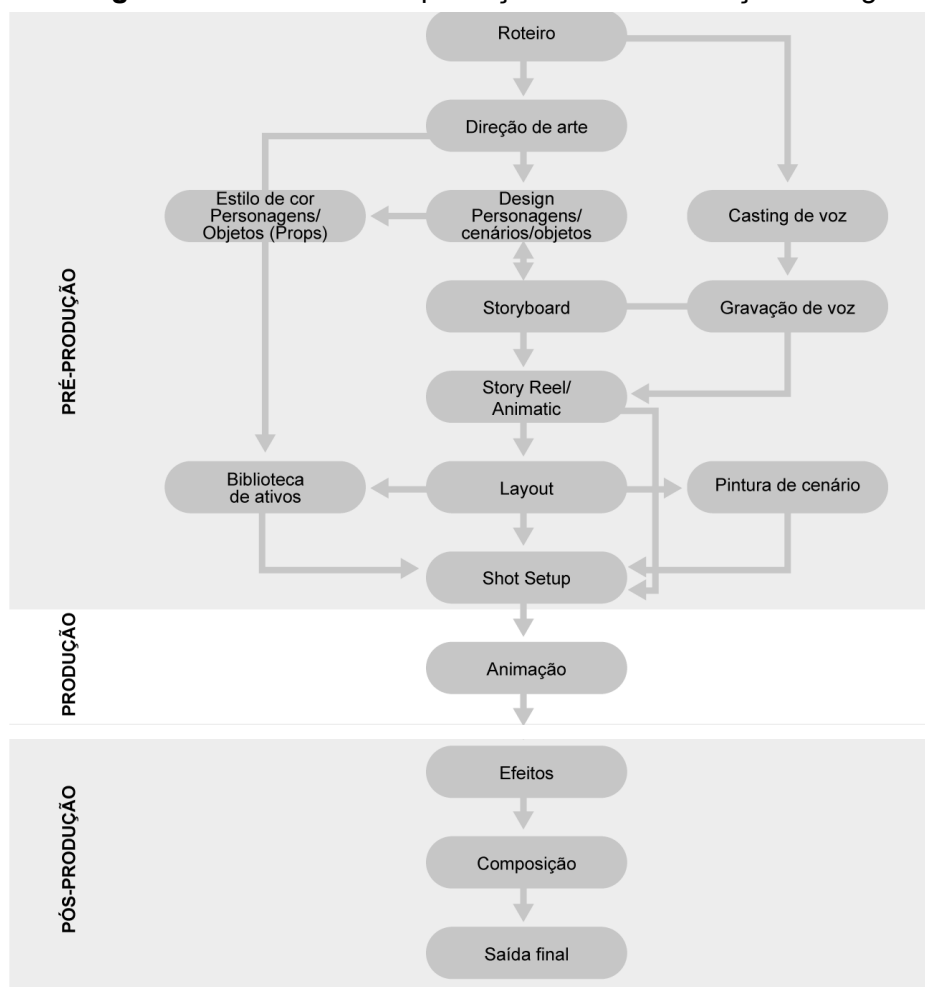 Roteiro
Direção de arte
Estilo de cor
Personagens/
Objetos (Props)
Design
Personagens/
cenários/objetos
Casting de voz
PRÉ-PRODUÇÃO
Storyboard
Gravação de voz
Story Reel/
Animatic
Biblioteca
de ativos
Layout
Pintura de cenário
Shot Setup
PRODUÇÃO
Animação
PÓS-PRODUÇÃO
Efeitos
Composição
Saída final